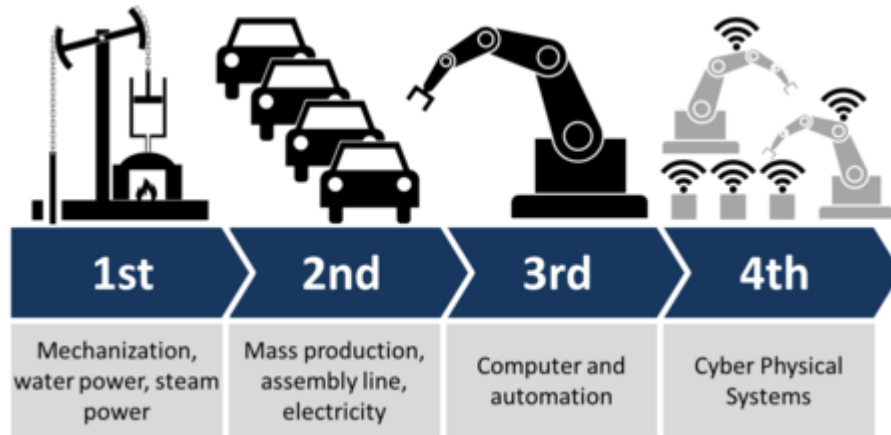 1st
2nd
3rd
4th
Mechanization,
water power, steam
power
Mass production,
assembly line,
electricity
Computer and
automation
Cyber Physical
Systems